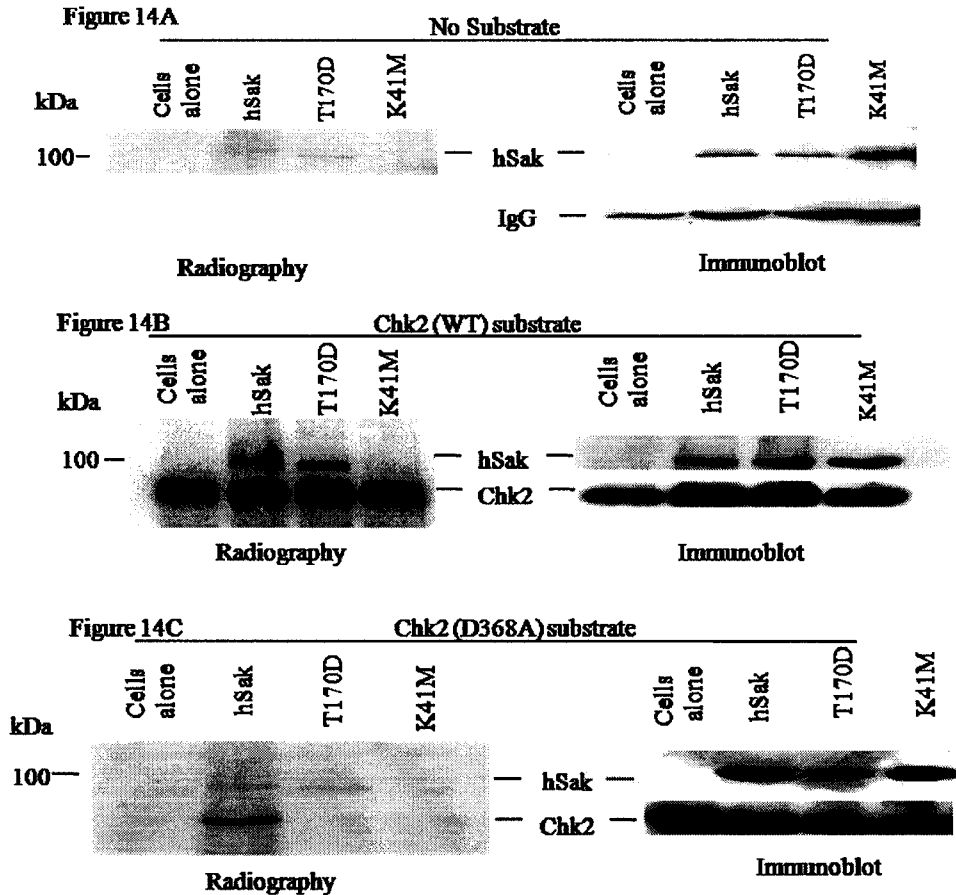 Figure 14A
No Substrate
kDa
Cells alone
hSak
T170D
K41M
Cells alone
hSak
T170D
K41M
100
hSak
IgG
Radiography
Immunoblot
Figure 14B
Chk2 (WT) substrate
kDa
Cells alone
hSak
T170D
K41M
Cells alone
hSak
T170D
K41M
100
hSak
Chk2
Radiography
Immunoblot
Figure 14C
Chk2 (D368A) substrate
kDa
Cells alone
hSak
T170D
K41M
Cells alone
hSak
T170D
K41M
100
hSak
Chk2
Radiography
Immunoblot